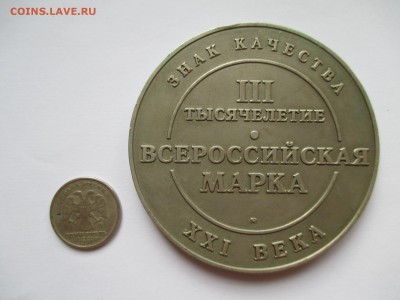 COINS.LAVE.RU
ЗНАК КАЧЕСТВА
III
ТЫСЯЧЕЛЕТИЕ
ВСЕРОССИЙСКАЯ
МАРКА
XXI ВЕКА